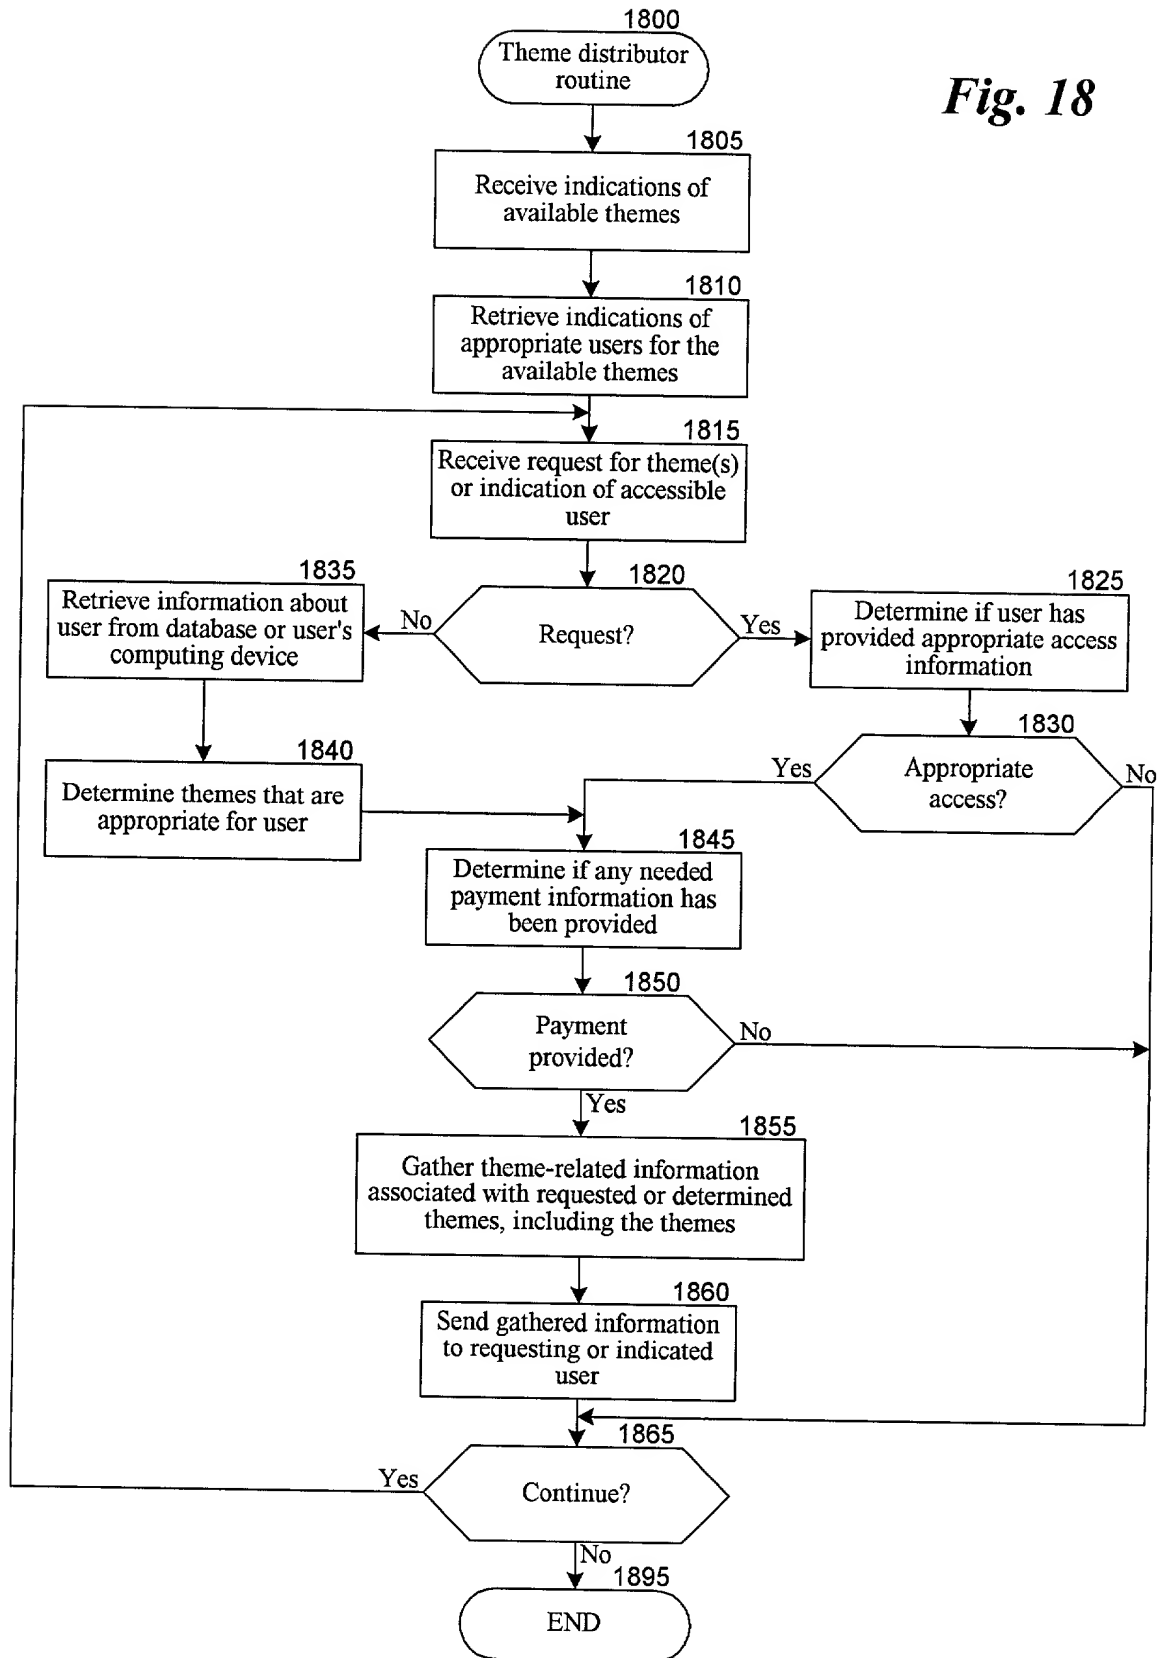 1800
Theme distributor
routine
Fig. 18
1805
Receive indications of
available themes
1810
Retrieve indications of
appropriate users for the
available themes
1815
Receive request for theme(s)
or indication of accessible
user
1820
Request?
No
Yes
1835
Retrieve information about
user from database or user's
computing device
1825
Determine if user has
provided appropriate access
information
1840
Determine themes that are
appropriate for user
1830
Appropriate
access?
Yes
No
1845
Determine if any needed
payment information has
been provided
1850
Payment
provided?
No
Yes
1855
Gather theme-related information
associated with requested or determined
themes, including the themes
1860
Send gathered information
to requesting or indicated
user
1865
Continue?
Yes
No
1895
END